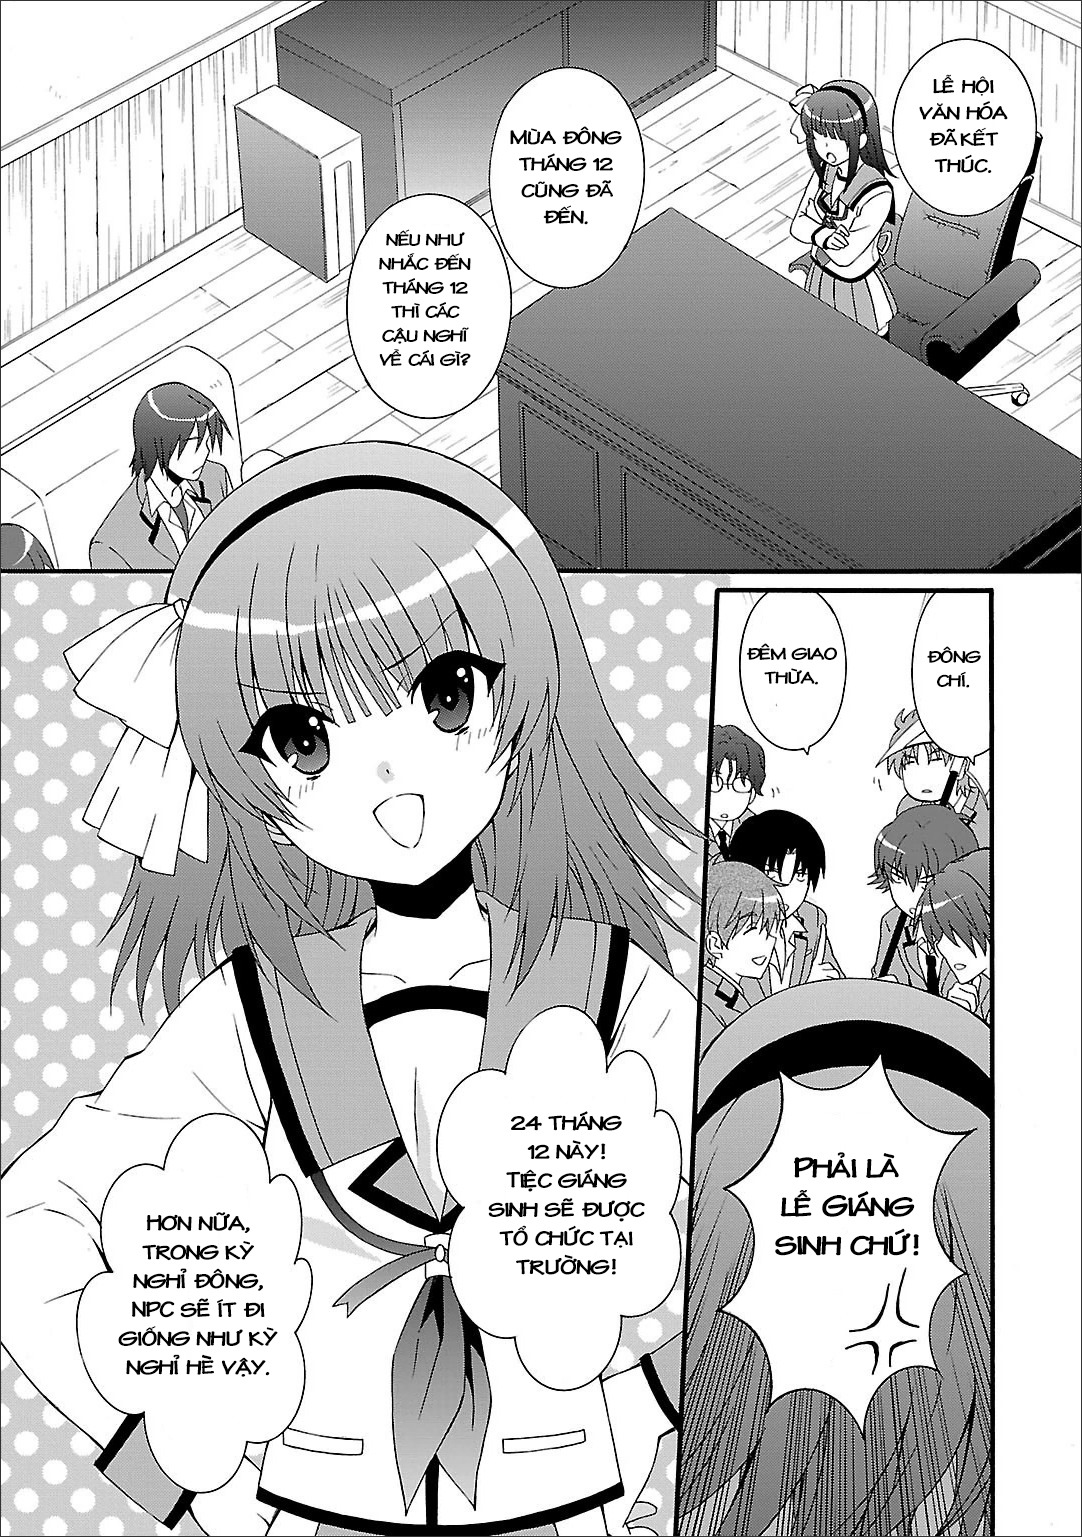 LỄ HỘI
VĂN HÓA
ĐÃ KẾT
THÚC.
MÙA ĐÔNG
THÁNG 12
CŨNG ĐÃ
ĐẾN.
NẾU NHƯ
NHẮC ĐẾN
THÁNG 12
THÌ CÁC
CẬU NGHĨ
VỀ CÁI GÌ?
ĐÔNG
CHÍ.
ĐÊM GIAO
THỪA.
PHẢI LÀ
LỄ GIÁNG
SINH CHỨ!
24 THÁNG
12 NÀY!
TIỆC GIÁNG
SINH SẼ ĐƯỢC
TỔ CHỨC TẠI
TRƯỜNG!
HƠN NỮA,
TRONG KỲ
NGHỈ ĐÔNG,
NPC SẼ ÍT ĐI
GIỐNG NHƯ KỲ
NGHỈ HÈ VẬY.